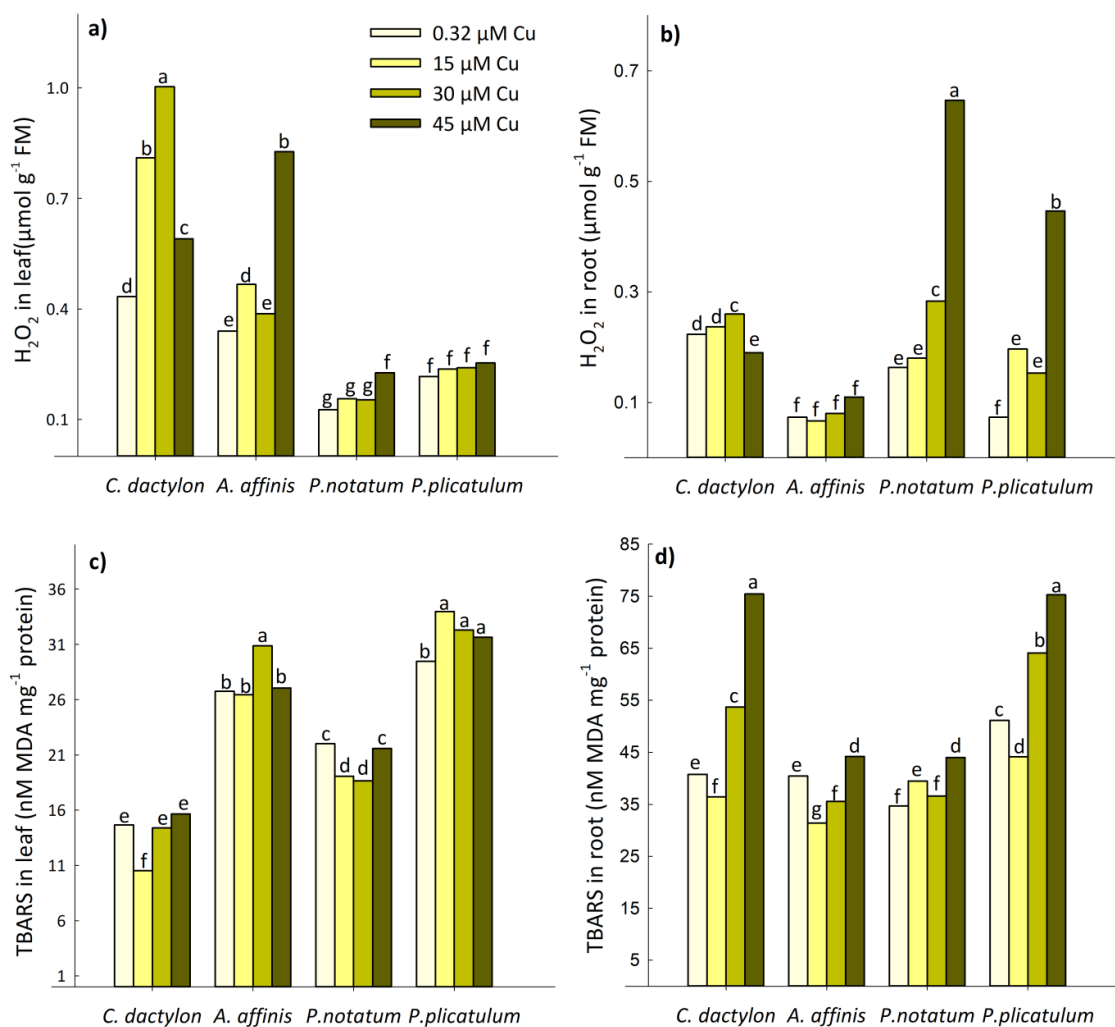 a)
0.32 µM Cu
15 µM Cu
30 µM Cu
45 µM Cu
H₂O₂ in leaf(µmol g⁻¹ FM)
1.0
0.7
0.4
0.1
d b a c
e d e b
g g g f
f f f f
C. dactylon A. affinis P.notatum P.plicatulum
b)
H₂O₂ in root (µmol g⁻¹ FM)
0.7
0.5
0.3
0.1
d d c e
f f f f
e e c a
f e e b
C. dactylon A. affinis P.notatum P.plicatulum
c)
TBARS in leaf (nM MDA mg⁻¹ protein)
36
31
26
21
16
11
6
1
e f e e
b b a b
c d d c
b a a a
C. dactylon A. affinis P.notatum P.plicatulum
d)
TBARS in root (nM MDA mg⁻¹ protein)
85
75
65
55
45
35
25
15
5
e f c a
e g f d
f e f d
c d b a
C. dactylon A. affinis P.notatum P.plicatulum